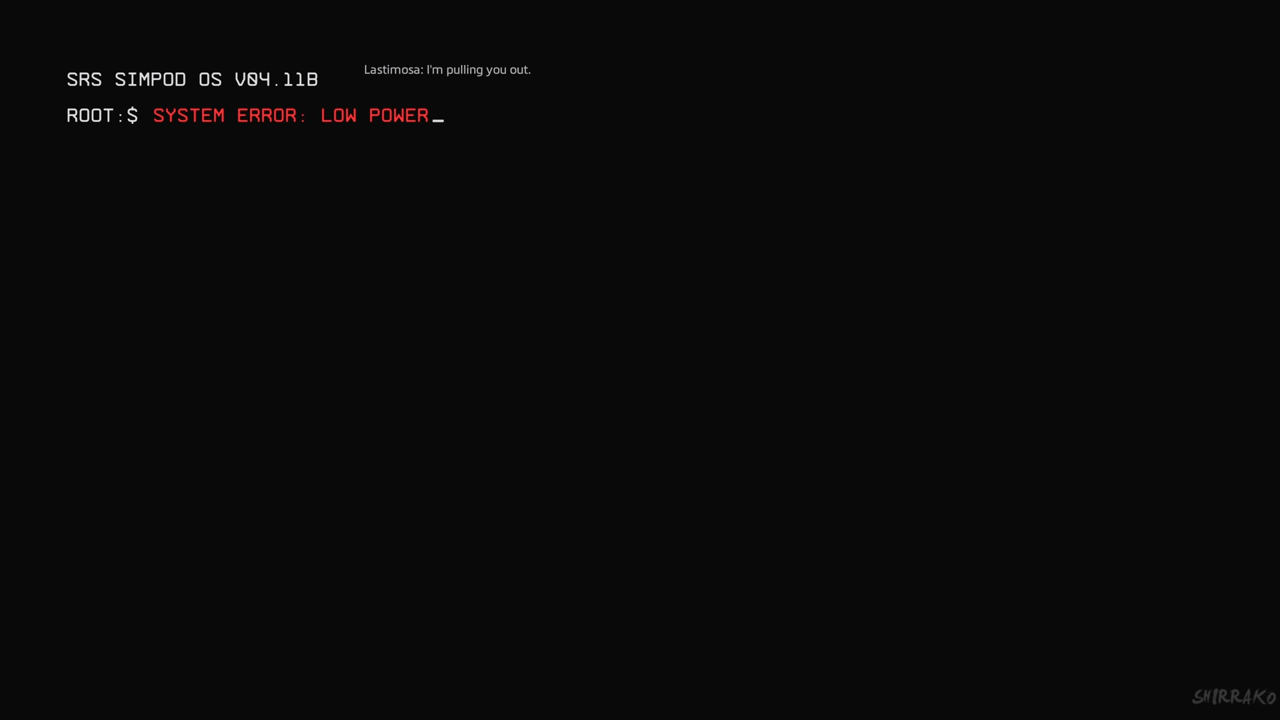 Lastimosa: I'm pulling you out.
SRS SIMPOD OS V04.11B
ROOT:$ SYSTEM ERROR: LOW POWER_
SHIRRAKO